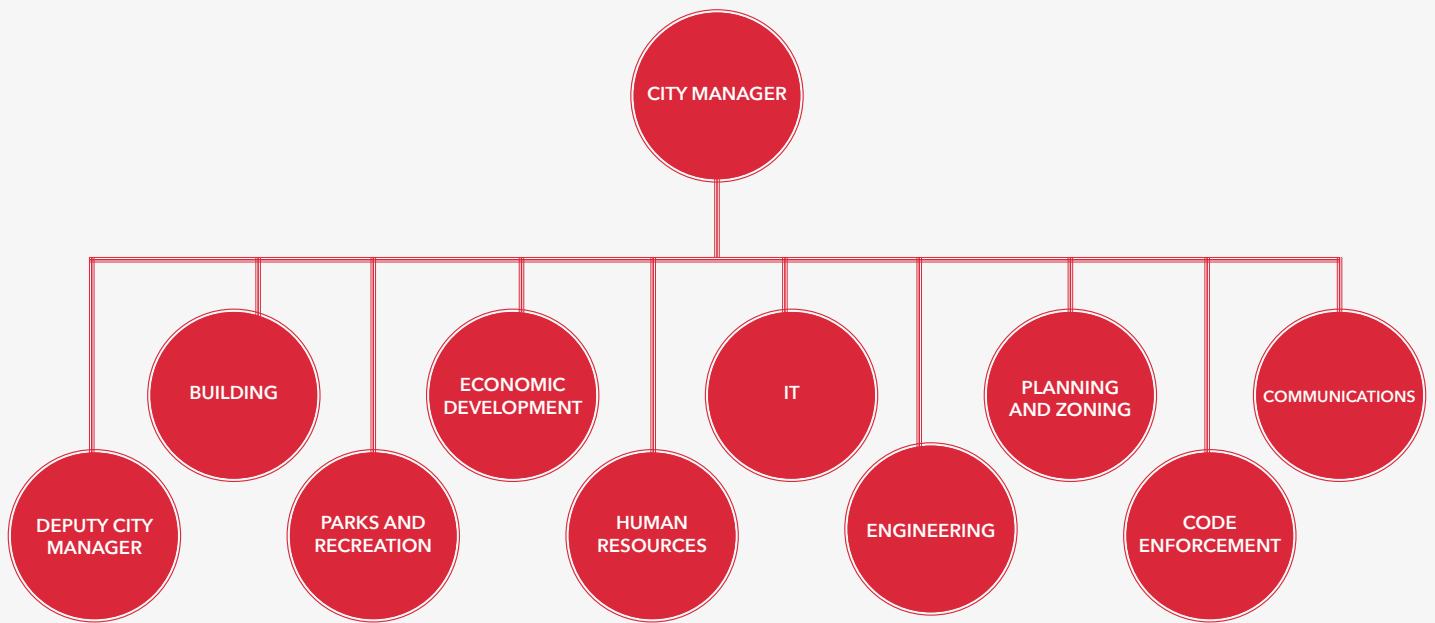 CITY MANAGER
BUILDING
ECONOMIC
DEVELOPMENT
IT
PLANNING
AND ZONING
COMMUNICATIONS
DEPUTY CITY
MANAGER
PARKS AND
RECREATION
HUMAN
RESOURCES
ENGINEERING
CODE
ENFORCEMENT